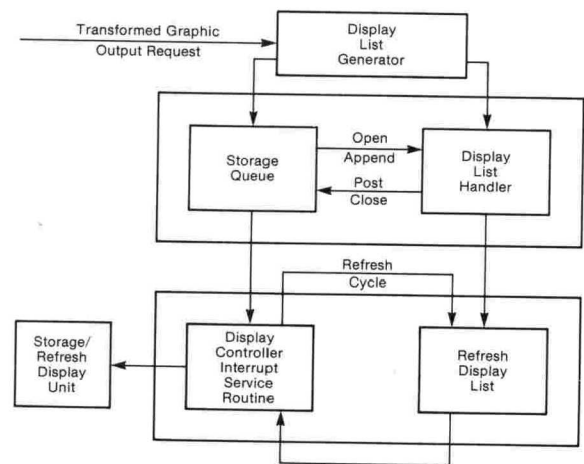 Transformed Graphic
Output Request
Display
List
Generator
Storage
Queue
Open
Append
Post
Close
Display
List
Handler
Refresh
Cycle
Storage/
Refresh
Display
Unit
Display
Controller
Interrupt
Service
Routine
Refresh
Display
List